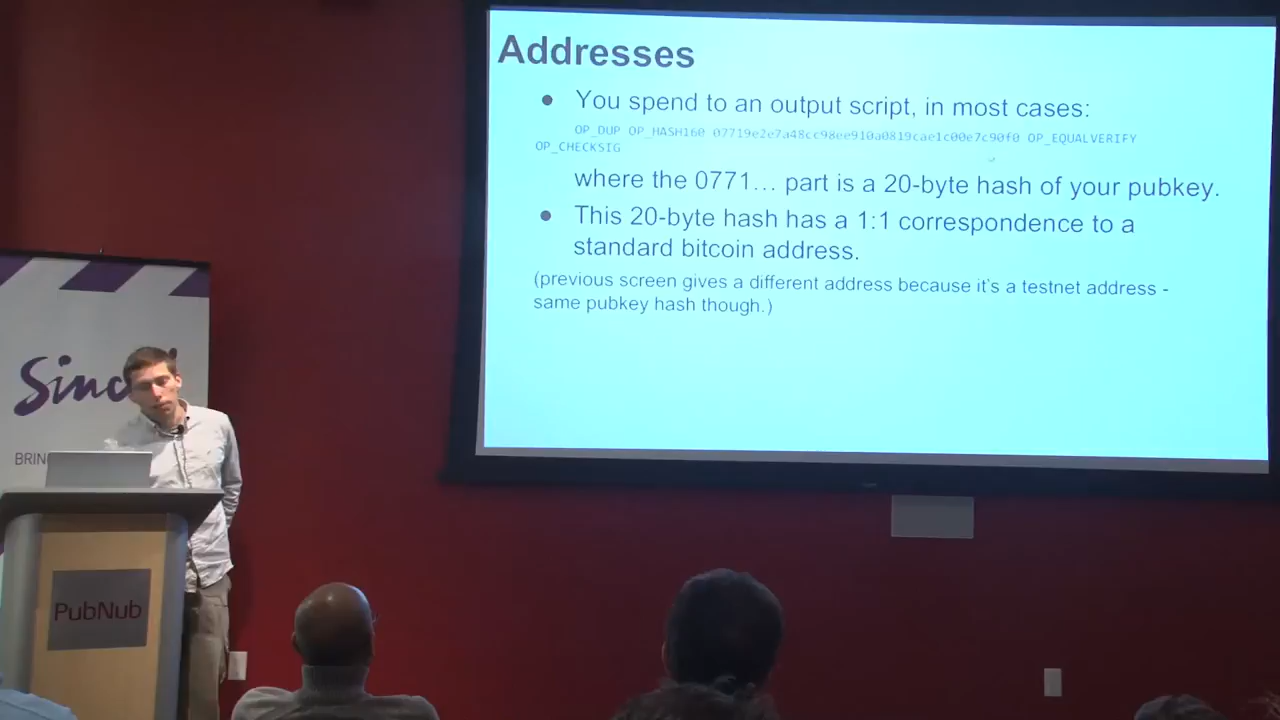 Addresses
● You spend to an output script, in most cases:
OP_DUP OP_HASH160 07719e2e7a48cc98ee910a0819cae1c00e7c90f0 OP_EQUALVERIFY
OP_CHECKSIG
where the 0771... part is a 20-byte hash of your pubkey.
● This 20-byte hash has a 1:1 correspondence to a
standard bitcoin address.
(previous screen gives a different address because it's a testnet address -
same pubkey hash though.)
Sinc
BRIN
PubNub